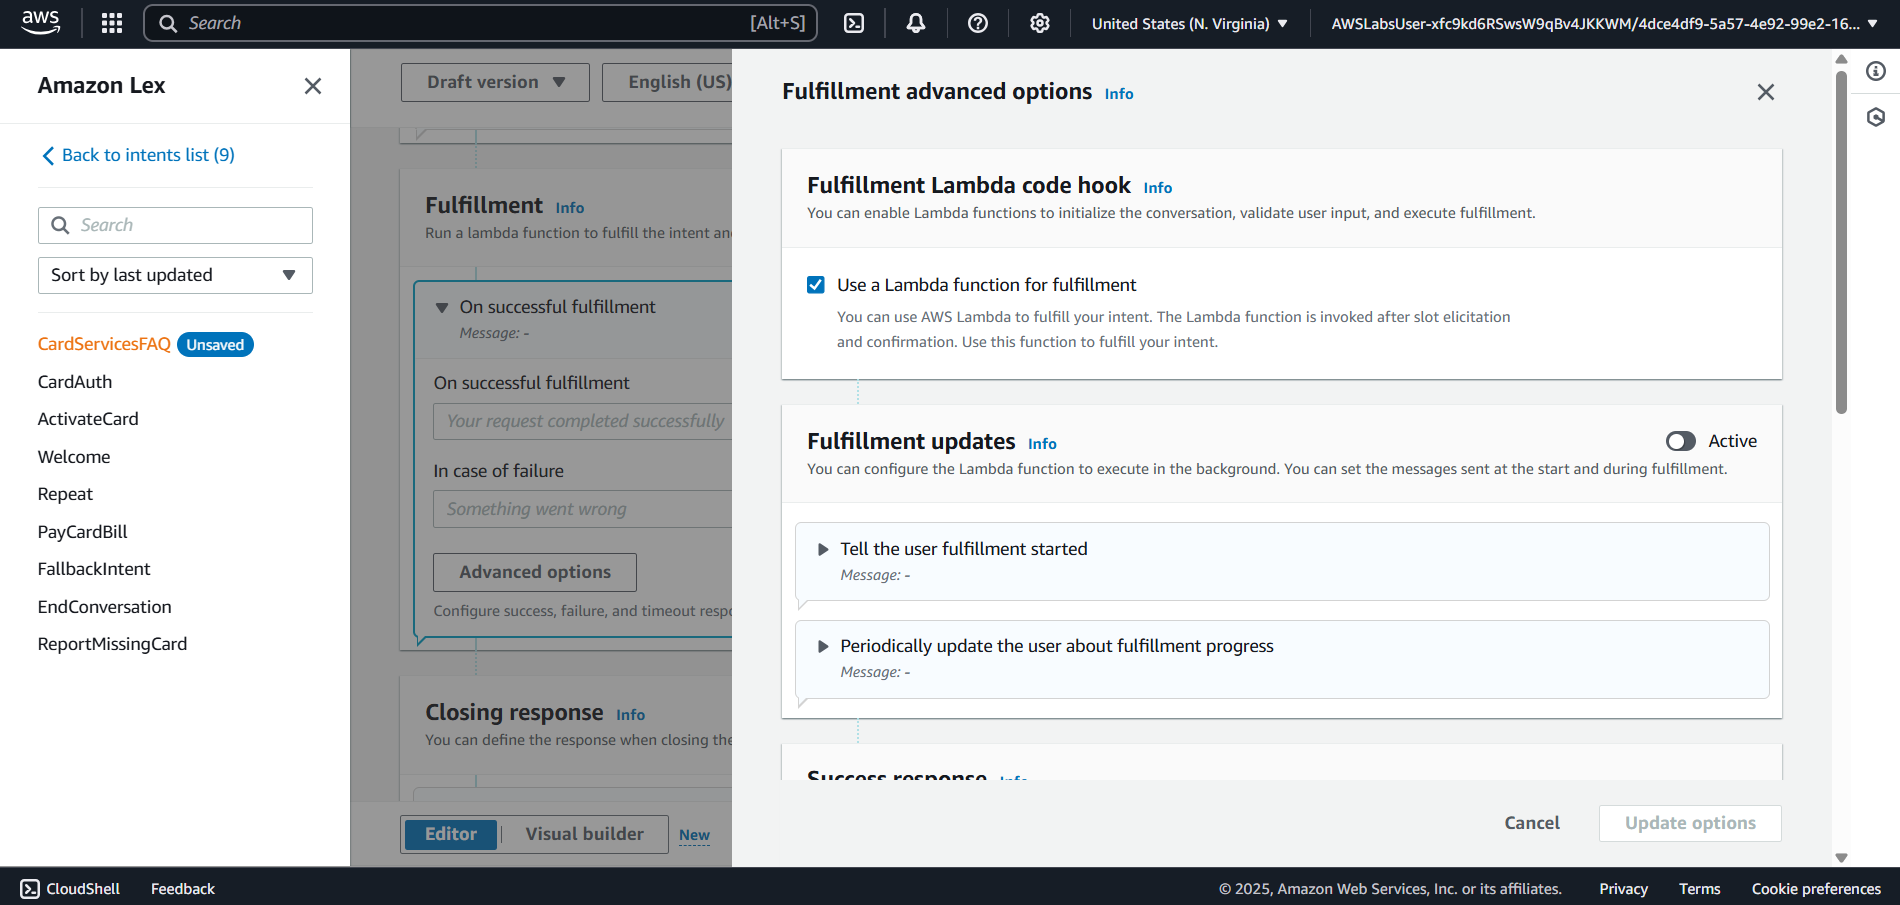 aws
Search
[Alt+S]
United States (N. Virginia)
AWSLabsUser-xfc9kd6RSwsW9qBv4JKKWM/4dce4df9-5a57-4e92-99e2-16...
Amazon Lex
Back to intents list (9)
Search
Sort by last updated
CardServicesFAQ Unsaved
CardAuth
ActivateCard
Welcome
Repeat
PayCardBill
FallbackIntent
EndConversation
ReportMissingCard
Draft version
English (US)
Fulfillment Info
Run a lambda function to fulfill the intent an
On successful fulfillment
Message: -
On successful fulfillment
Your request completed successfully
In case of failure
Something went wrong
Advanced options
Configure success, failure, and timeout resp
Closing response Info
You can define the response when closing the
Editor
Visual builder
New
Fulfillment advanced options Info
Fulfillment Lambda code hook Info
You can enable Lambda functions to initialize the conversation, validate user input, and execute fulfillment.
Use a Lambda function for fulfillment
You can use AWS Lambda to fulfill your intent. The Lambda function is invoked after slot elicitation
and confirmation. Use this function to fulfill your intent.
Fulfillment updates Info
Active
You can configure the Lambda function to execute in the background. You can set the messages sent at the start and during fulfillment.
Tell the user fulfillment started
Message: -
Periodically update the user about fulfillment progress
Message: -
Success response Info
Cancel
Update options
CloudShell
Feedback
© 2025, Amazon Web Services, Inc. or its affiliates.
Privacy
Terms
Cookie preferences